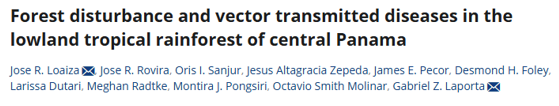 Forest disturbance and vector transmitted diseases in the
lowland tropical rainforest of central Panama
Jose R. Loaiza, Jose R. Rovira, Oris I. Sanjur, Jesus Altagracia Zepeda, James E. Pecor, Desmond H. Foley,
Larissa Dutari, Meghan Radtke, Montira J. Pongsiri, Octavio Smith Molinar, Gabriel Z. Laporta